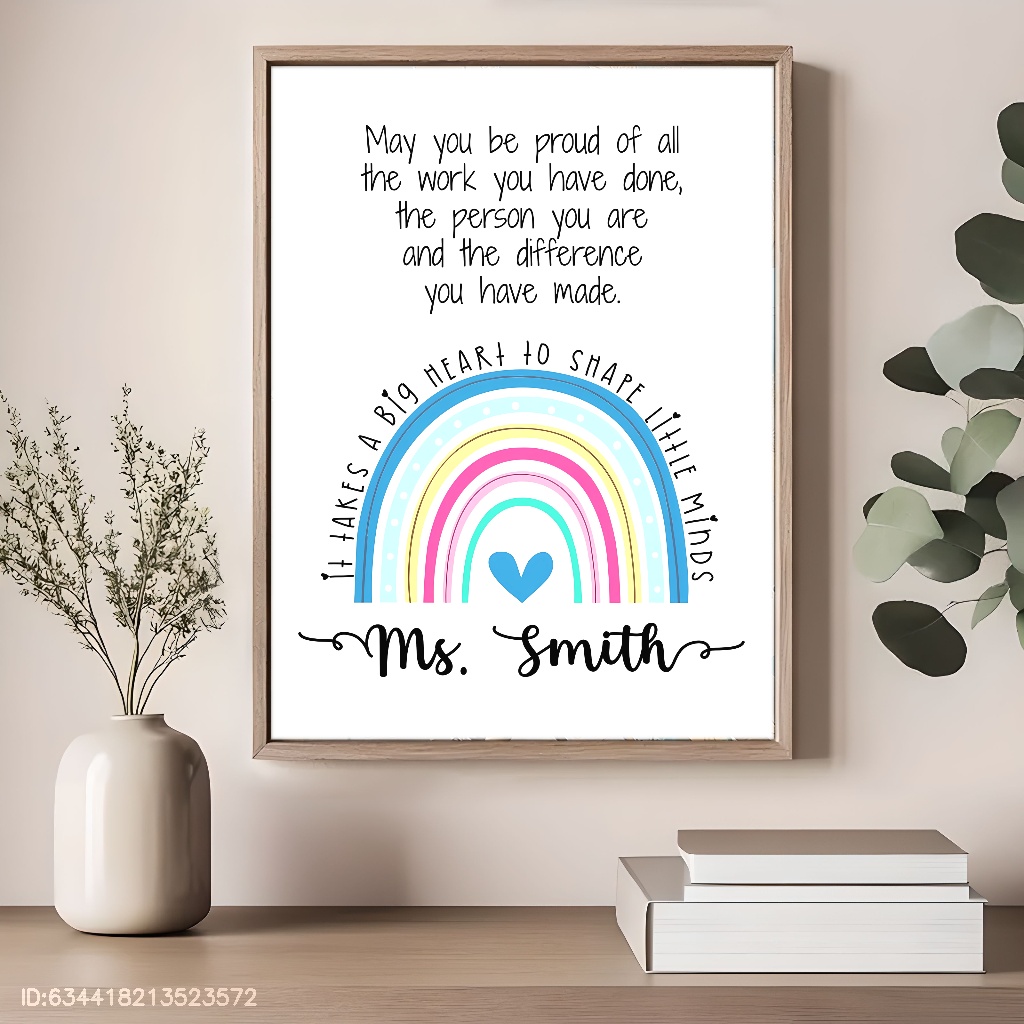 May you be proud of all
the work you have done,
the person you are
and the difference
you have made.
IT TAKES A BIG HEART TO SHAPE LITTLE MINDS
Ms. Smith
ID:634418213523572